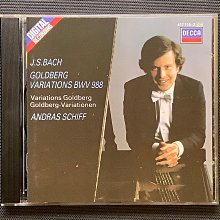 DIGITAL
DECCA
J.S. BACH
GOLDBERG
VARIATIONS BWV 988
Variations Goldberg
Goldberg-Variationen
ANDRAS SCHIFF